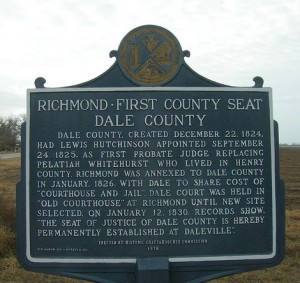 RICHMOND-FIRST COUNTY SEAT
DALE COUNTY
DALE COUNTY, CREATED DECEMBER 22, 1824,
HAD LEWIS HUTCHINSON APPOINTED SEPTEMBER
24 1825, AS FIRST PROBATE JUDGE REPLACING
PELATIAH WHITEHURST WHO LIVED IN HENRY
COUNTY. RICHMOND WAS ANNEXED TO DALE COUNTY
IN JANUARY, 1826, WITH DALE TO SHARE COST OF
"COURTHOUSE AND JAIL". DALE COURT WAS HELD IN
"OLD COURTHOUSE" AT RICHMOND UNTIL NEW SITE
SELECTED. ON JANUARY 12, 1830, RECORDS SHOW,
"THE SEAT OF JUSTICE OF DALE COUNTY IS HEREBY
PERMANENTLY ESTABLISHED AT DALEVILLE".
ERECTED BY HISTORIC CHATTAHOOCHEE COMMISSION
1978